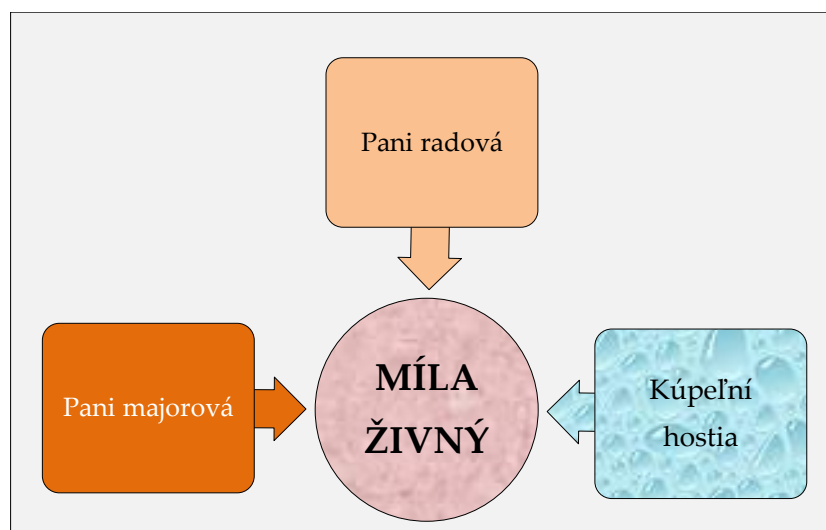 Pani radová
Pani majorová
MÍLA
ŽIVNÝ
Kúpeľní
hostia